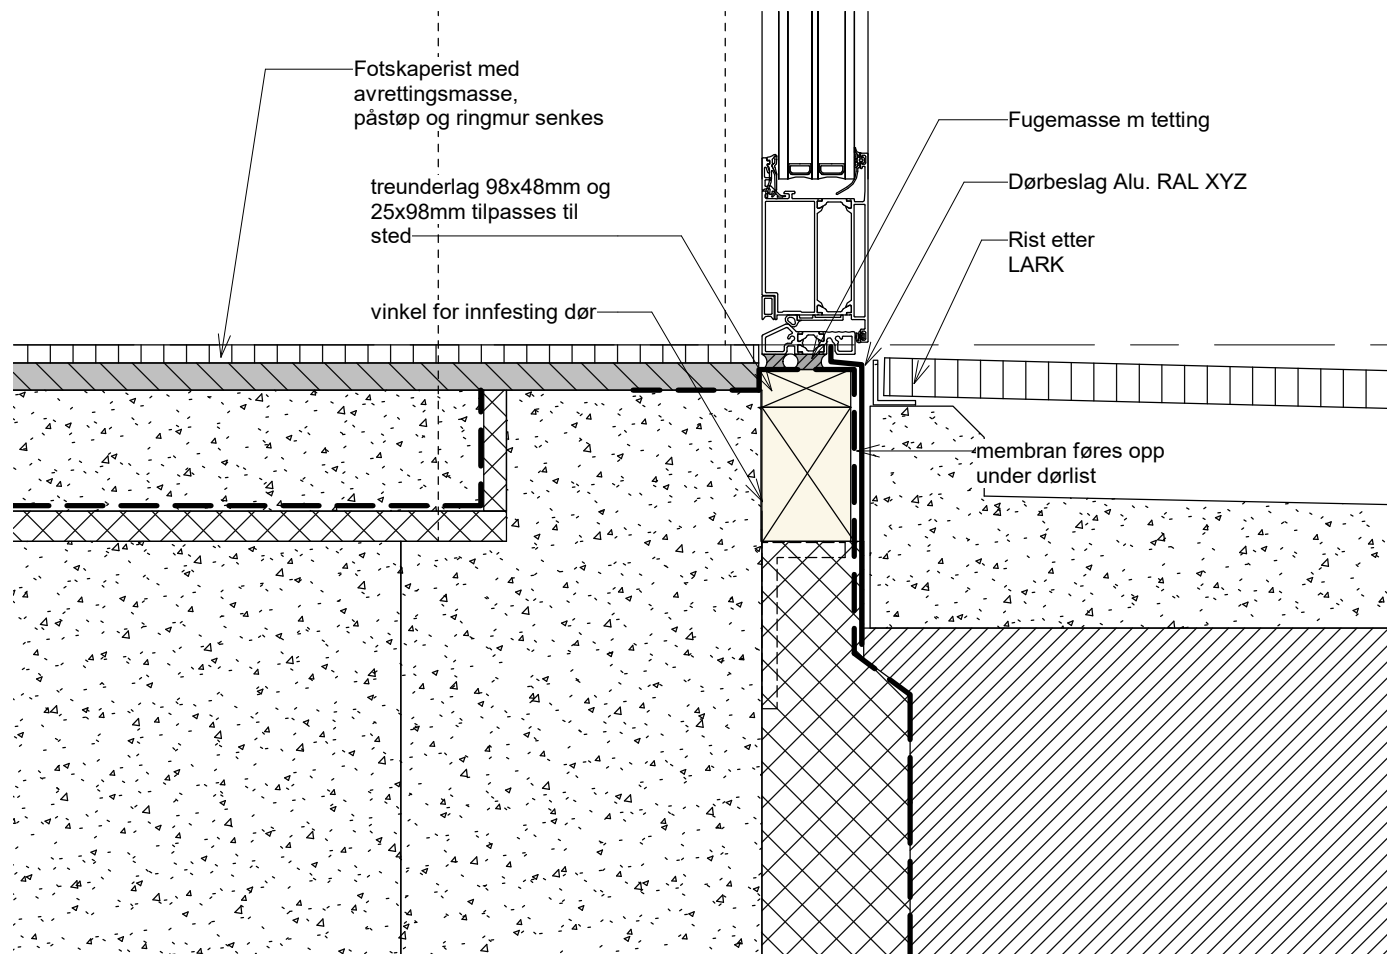 Fotskaperist med
avrettingsmasse,
påstøp og ringmur senkes
treunderlag 98x48mm og
25x98mm tilpasses til
sted
vinkel for innfesting dør
Fugemasse m tetting
Dørbeslag Alu. RAL XYZ
Rist etter
LARK
membran føres opp
under dørlist